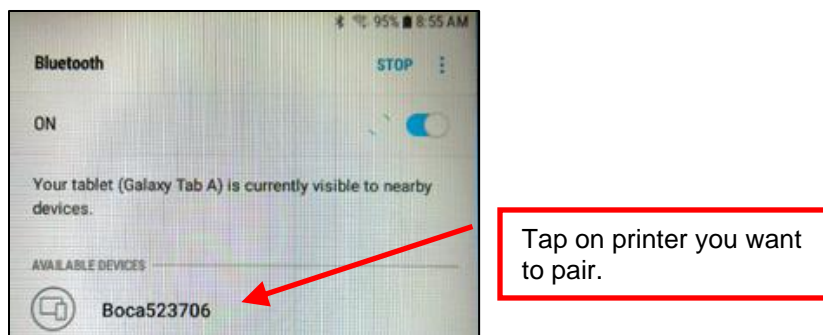 95% 8:55 AM
Bluetooth STOP
ON
Your tablet (Galaxy Tab A) is currently visible to nearby
devices.
AVAILABLE DEVICES
Boca523706
Tap on printer you want
to pair.